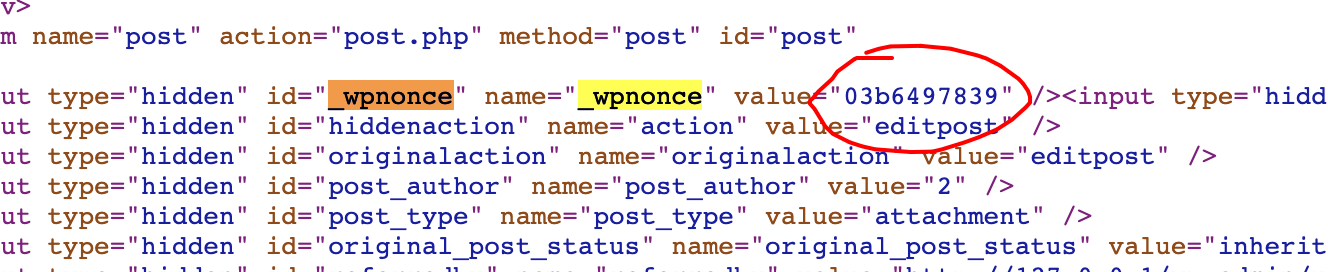 v>
m name="post" action="post.php" method="post" id="post"
ut type="hidden" id="_wpnonce" name="_wpnonce" value="03b6497839" /><input type="hidd
ut type="hidden" id="hiddenaction" name="action" value="editpost" />
ut type="hidden" id="originalaction" name="originalaction" value="editpost" />
ut type="hidden" id="post_author" name="post_author" value="2" />
ut type="hidden" id="post_type" name="post_type" value="attachment" />
ut type="hidden" id="original_post_status" name="original_post_status" value="inherit